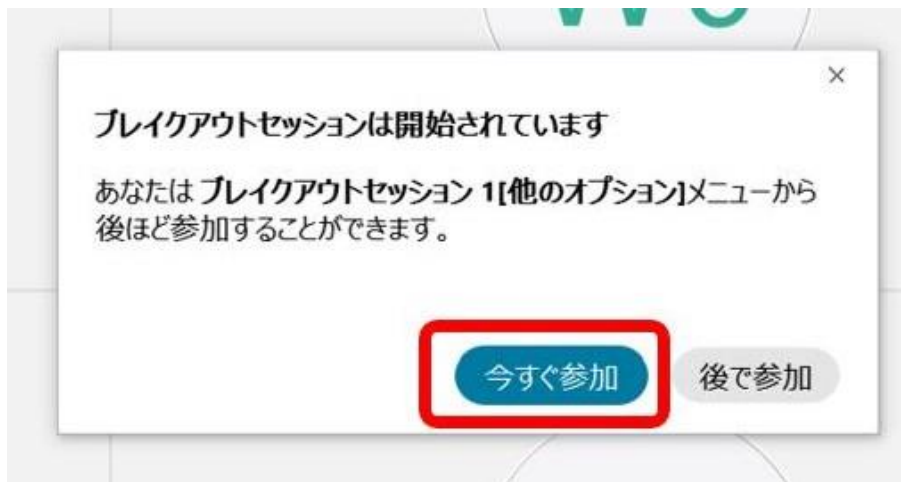 ×
ブレイクアウトセッションは開始されています
あなたは ブレイクアウトセッション 1[他のオプション]メニューから
後ほど参加することができます。
今すぐ参加 後で参加